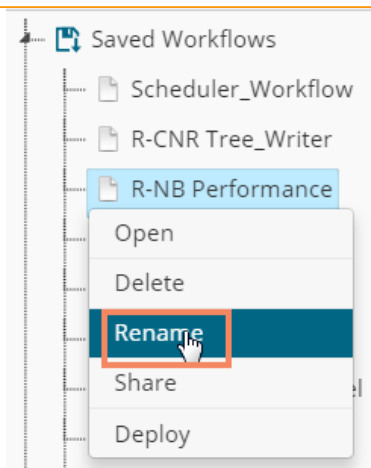 Saved Workflows
Scheduler_Workflow
R-CNR Tree_Writer
R-NB Performance
Open
Delete
Rename
Share
Deploy